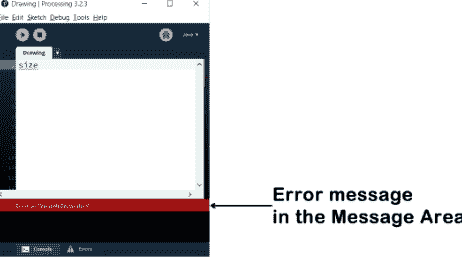 Drawing | Processing 3.2.3
File Edit Sketch Debug Tools Help
Java
Drawing
size
Error message
in the Message Area
Console
Errors